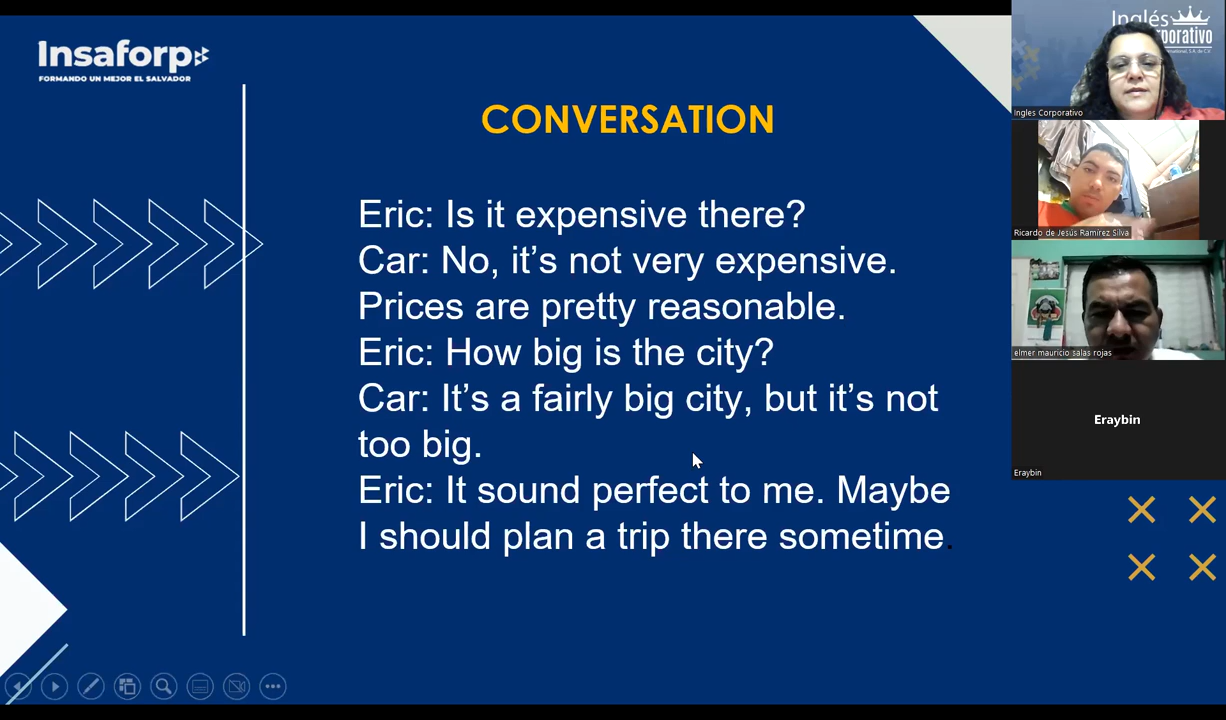 Insaforp
FORMANDO UN MEJOR EL SALVADOR
CONVERSATION
Eric: Is it expensive there?
Car: No, it's not very expensive.
Prices are pretty reasonable.
Eric: How big is the city?
Car: It's a fairly big city, but it's not
too big.
Eric: It sound perfect to me. Maybe
I should plan a trip there sometime.
Inglés
Ingles Corporativo
Ricardo de Jesús Ramírez Silva
elmer mauricio salas rojas
Eraybin
Eraybin